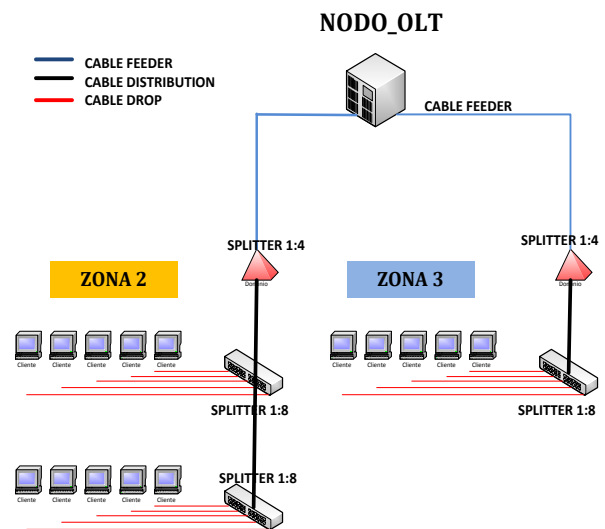 NODO_OLT
CABLE FEEDER
CABLE DISTRIBUTION
CABLE DROP
CABLE FEEDER
SPLITTER 1:4
Dominio
SPLITTER 1:4
Dominio
ZONA 2
ZONA 3
Cliente Cliente Cliente Cliente Cliente
Cliente Cliente Cliente Cliente Cliente
SPLITTER 1:8
SPLITTER 1:8
SPLITTER 1:8
Cliente Cliente Cliente Cliente Cliente